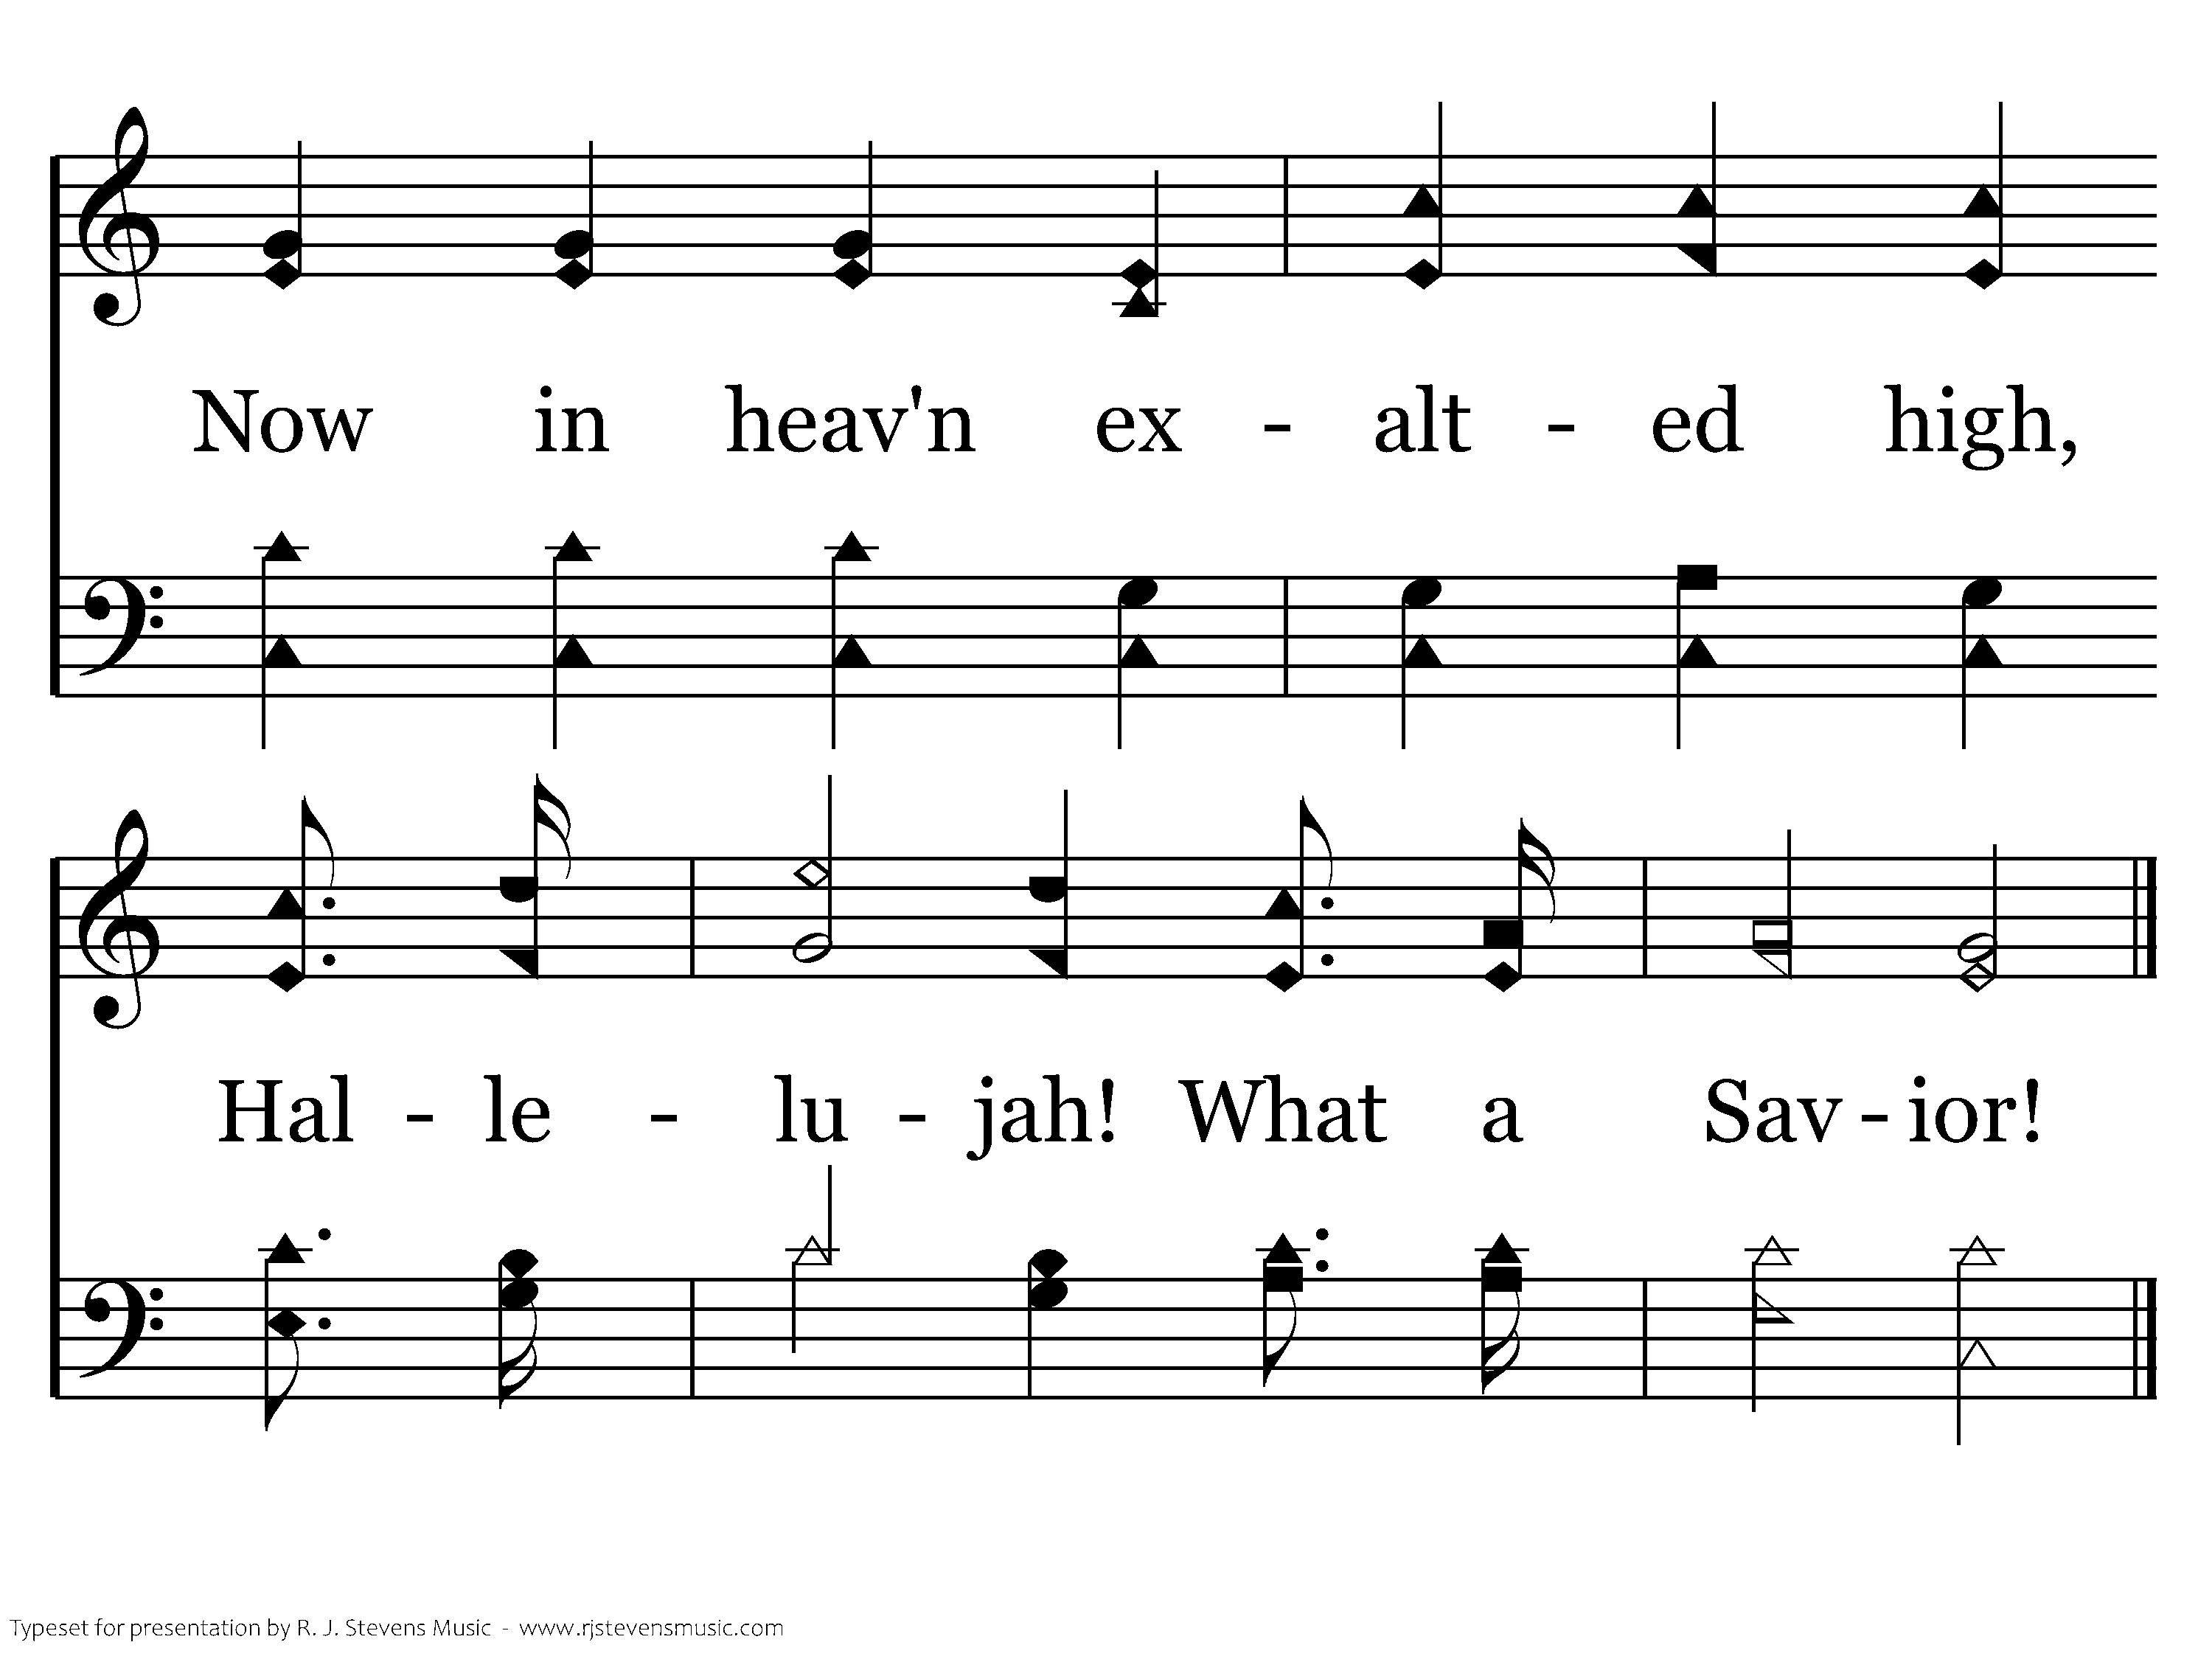 Now in heav'n ex - alt - ed high,
Hal - le - lu - jah! What a Sav - ior!
Typeset for presentation by R. J. Stevens Music - www.rjstevensmusic.com